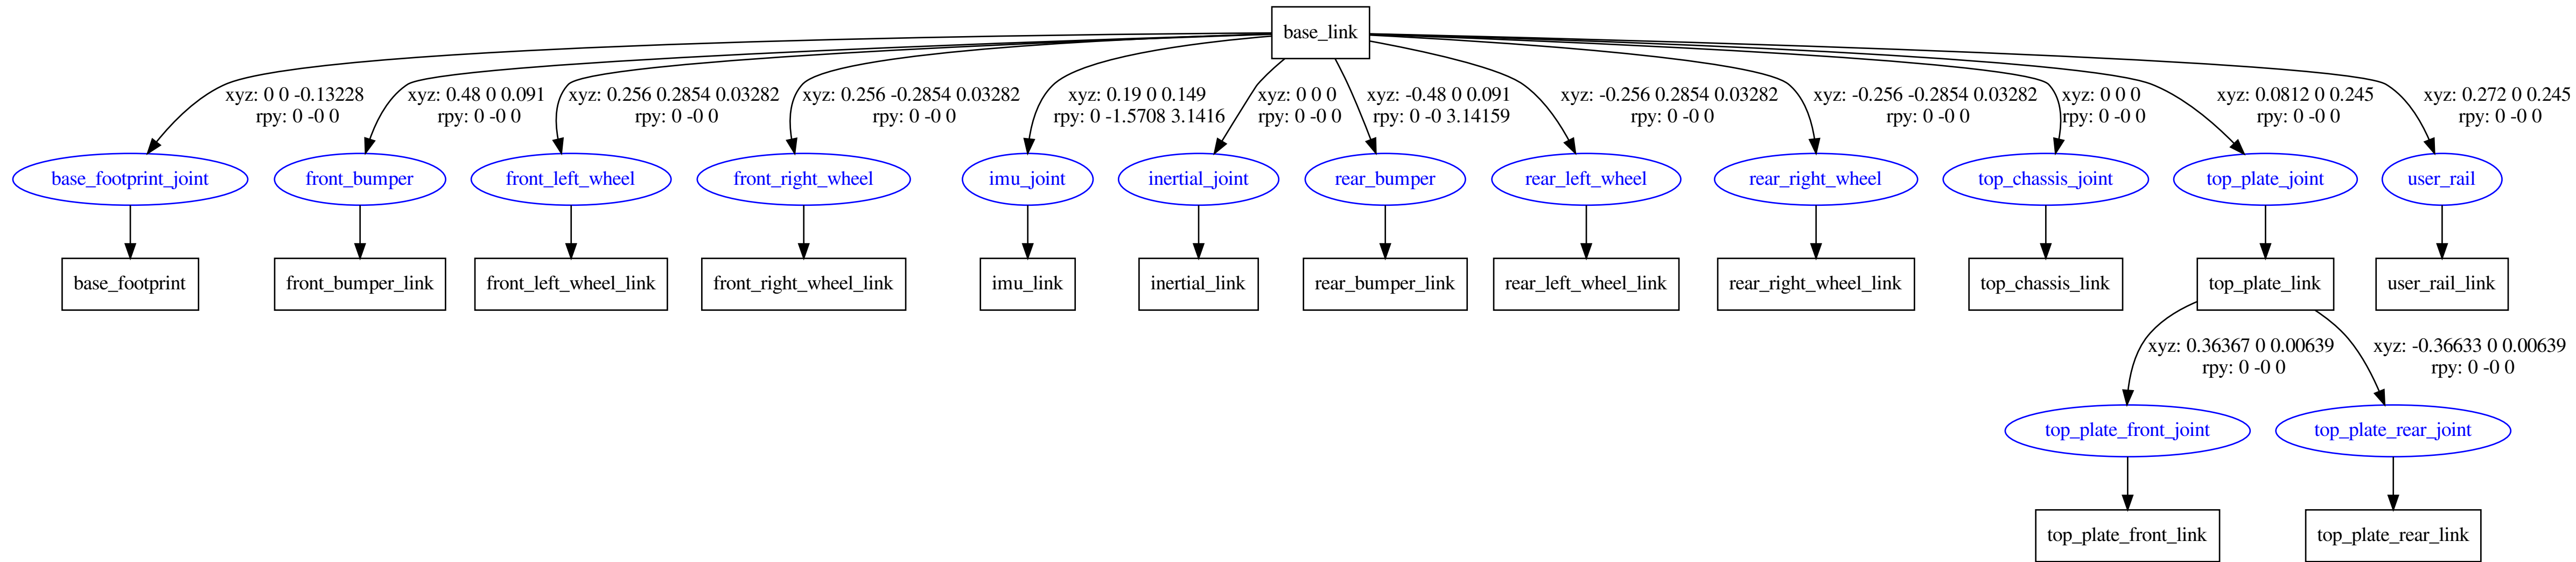 base_link
xyz: 0 0 -0.13228
rpy: 0 -0 0
xyz: 0.48 0 0.091
rpy: 0 -0 0
xyz: 0.256 0.2854 0.03282
rpy: 0 -0 0
xyz: 0.256 -0.2854 0.03282
rpy: 0 -0 0
xyz: 0.19 0 0.149
rpy: 0 -1.5708 3.1416
xyz: 0 0 0
rpy: 0 -0 0
xyz: -0.48 0 0.091
rpy: 0 -0 3.14159
xyz: -0.256 0.2854 0.03282
rpy: 0 -0 0
xyz: -0.256 -0.2854 0.03282
rpy: 0 -0 0
xyz: 0 0 0
rpy: 0 -0 0
xyz: 0.0812 0 0.245
rpy: 0 -0 0
xyz: 0.272 0 0.245
rpy: 0 -0 0
base_footprint_joint
front_bumper
front_left_wheel
front_right_wheel
imu_joint
inertial_joint
rear_bumper
rear_left_wheel
rear_right_wheel
top_chassis_joint
top_plate_joint
user_rail
base_footprint
front_bumper_link
front_left_wheel_link
front_right_wheel_link
imu_link
inertial_link
rear_bumper_link
rear_left_wheel_link
rear_right_wheel_link
top_chassis_link
top_plate_link
user_rail_link
xyz: 0.36367 0 0.00639
rpy: 0 -0 0
xyz: -0.36633 0 0.00639
rpy: 0 -0 0
top_plate_front_joint
top_plate_rear_joint
top_plate_front_link
top_plate_rear_link